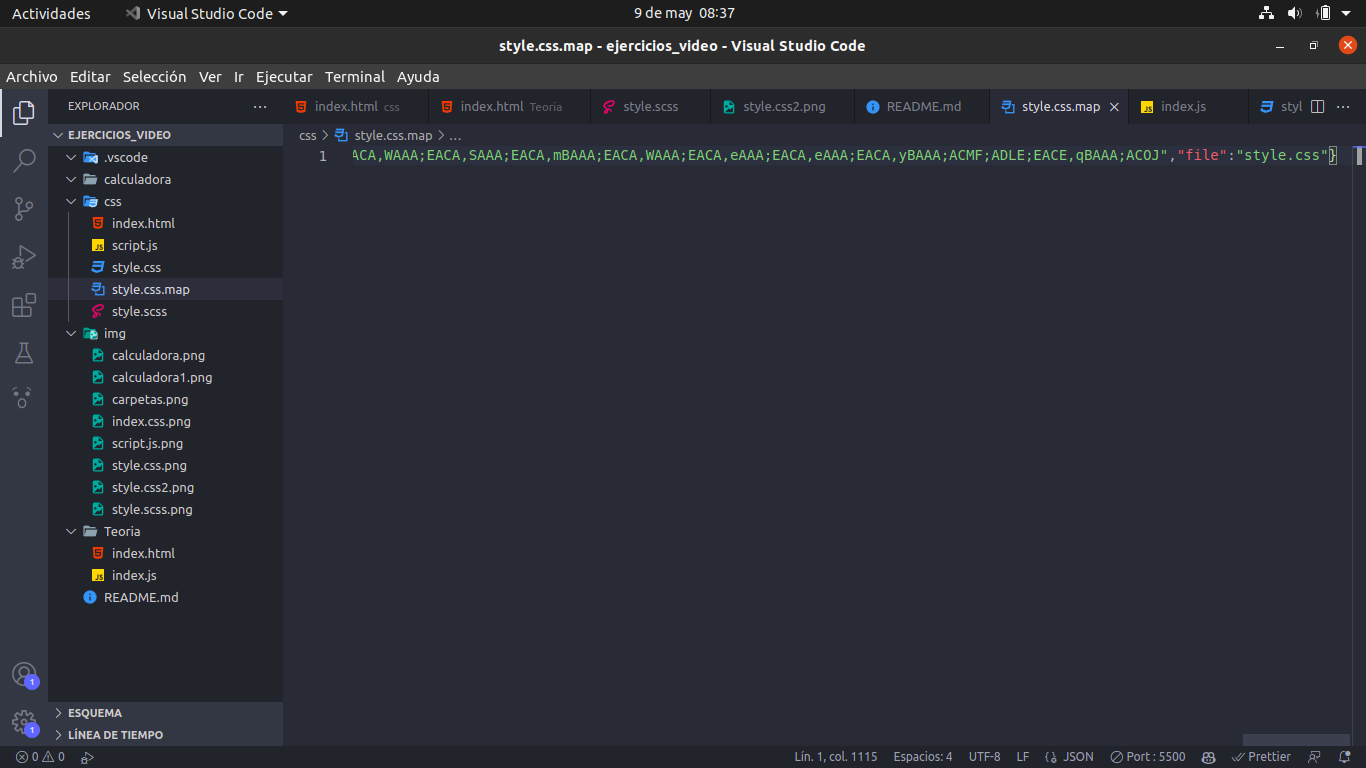 Actividades Visual Studio Code 9 de may 08:37
style.css.map - ejercicios_video - Visual Studio Code
Archivo Editar Selección Ver Ir Ejecutar Terminal Ayuda
EXPLORADOR ...
index.html css index.html Teoria style.scss style.css2.png README.md style.css.map index.js styl ...
EJERCICIOS_VIDEO
css > style.css.map > ...
1 ACA,WAAA;EACA,SAAA;EACA,mBAAA;EACA,WAAA;EACA,eAAA;EACA,eAAA;EACA,yBAAA;ACMF;ADLE;EACE,qBAAA;ACOJ","file":"style.css"}
.vscode
calculadora
css
index.html
script.js
style.css
style.css.map
style.scss
img
calculadora.png
calculadora1.png
carpetas.png
index.css.png
script.js.png
style.css.png
style.css2.png
style.scss.png
Teoria
index.html
index.js
README.md
1
1
ESQUEMA
LÍNEA DE TIEMPO
0 0 Lín. 1, col. 1115 Espacios: 4 UTF-8 LF {} JSON Port : 5500 Prettier